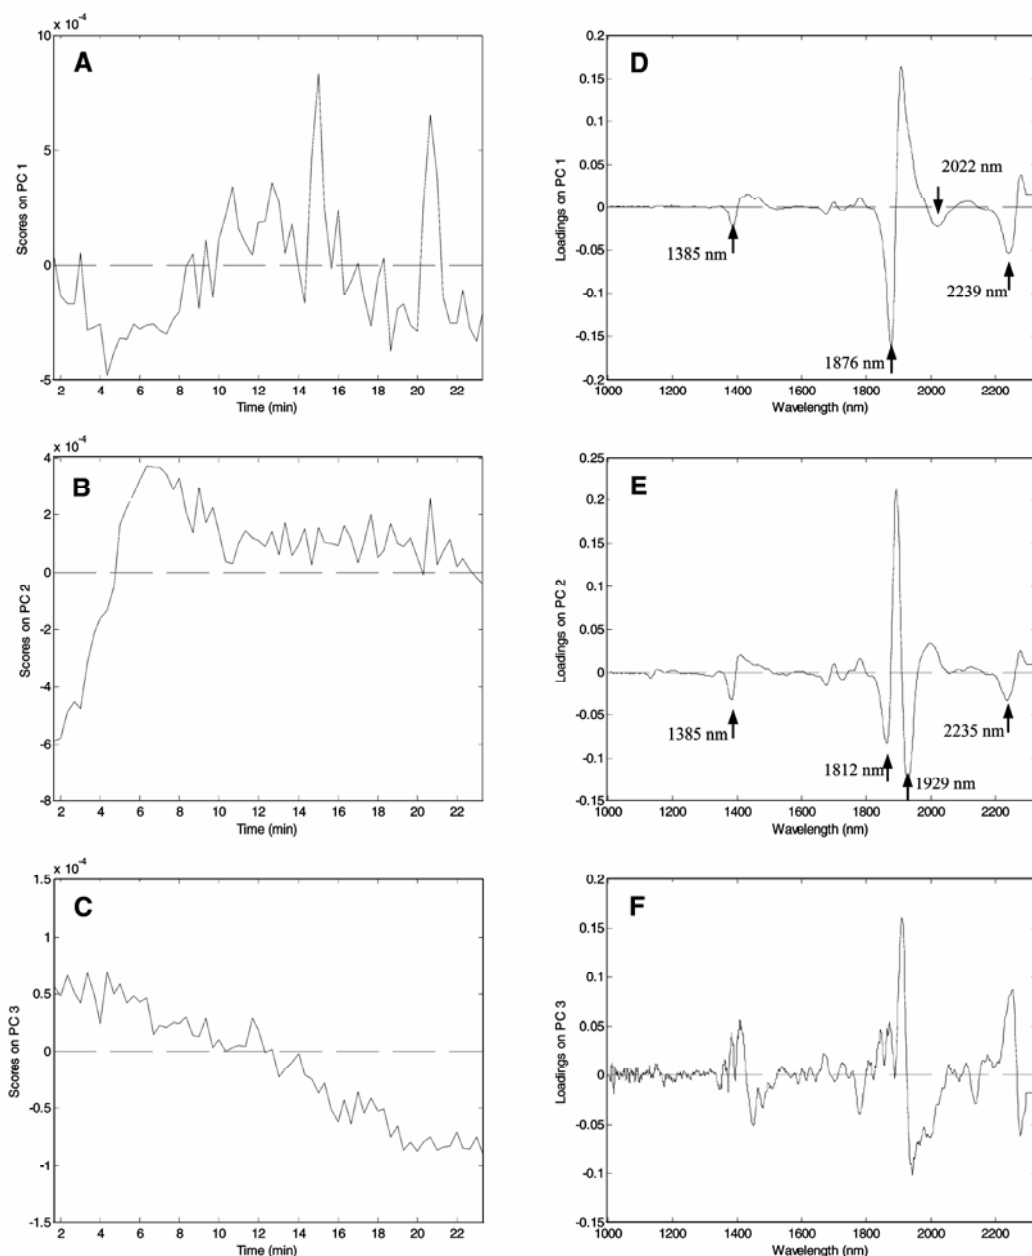 x 10⁻⁴
10
A
5
Scores on PC 1
0
-5
2 4 6 8 10 12 14 16 18 20 22
Time (min)
0.2
D
0.15
0.1
2022 nm
0.05
Loadings on PC 1
0
-0.05
1385 nm
2239 nm
-0.1
-0.15
1876 nm
-0.2
1000 1200 1400 1600 1800 2000 2200
Wavelength (nm)
x 10⁻⁴
4
B
2
0
Scores on PC 2
-2
-4
-6
-8
2 4 6 8 10 12 14 16 18 20 22
Time (min)
0.25
E
0.2
0.15
0.1
Loadings on PC 2
0.05
0
-0.05
1385 nm
2235 nm
1812 nm
-0.1
1929 nm
-0.15
1000 1200 1400 1600 1800 2000 2200
Wavelength (nm)
x 10⁻⁴
1.5
C
1
0.5
Scores on PC 3
0
-0.5
-1
-1.5
2 4 6 8 10 12 14 16 18 20 22
Time (min)
0.2
F
0.15
0.1
Loadings on PC 3
0.05
0
-0.05
-0.1
-0.15
1000 1200 1400 1600 1800 2000 2200
Wavelength (nm)